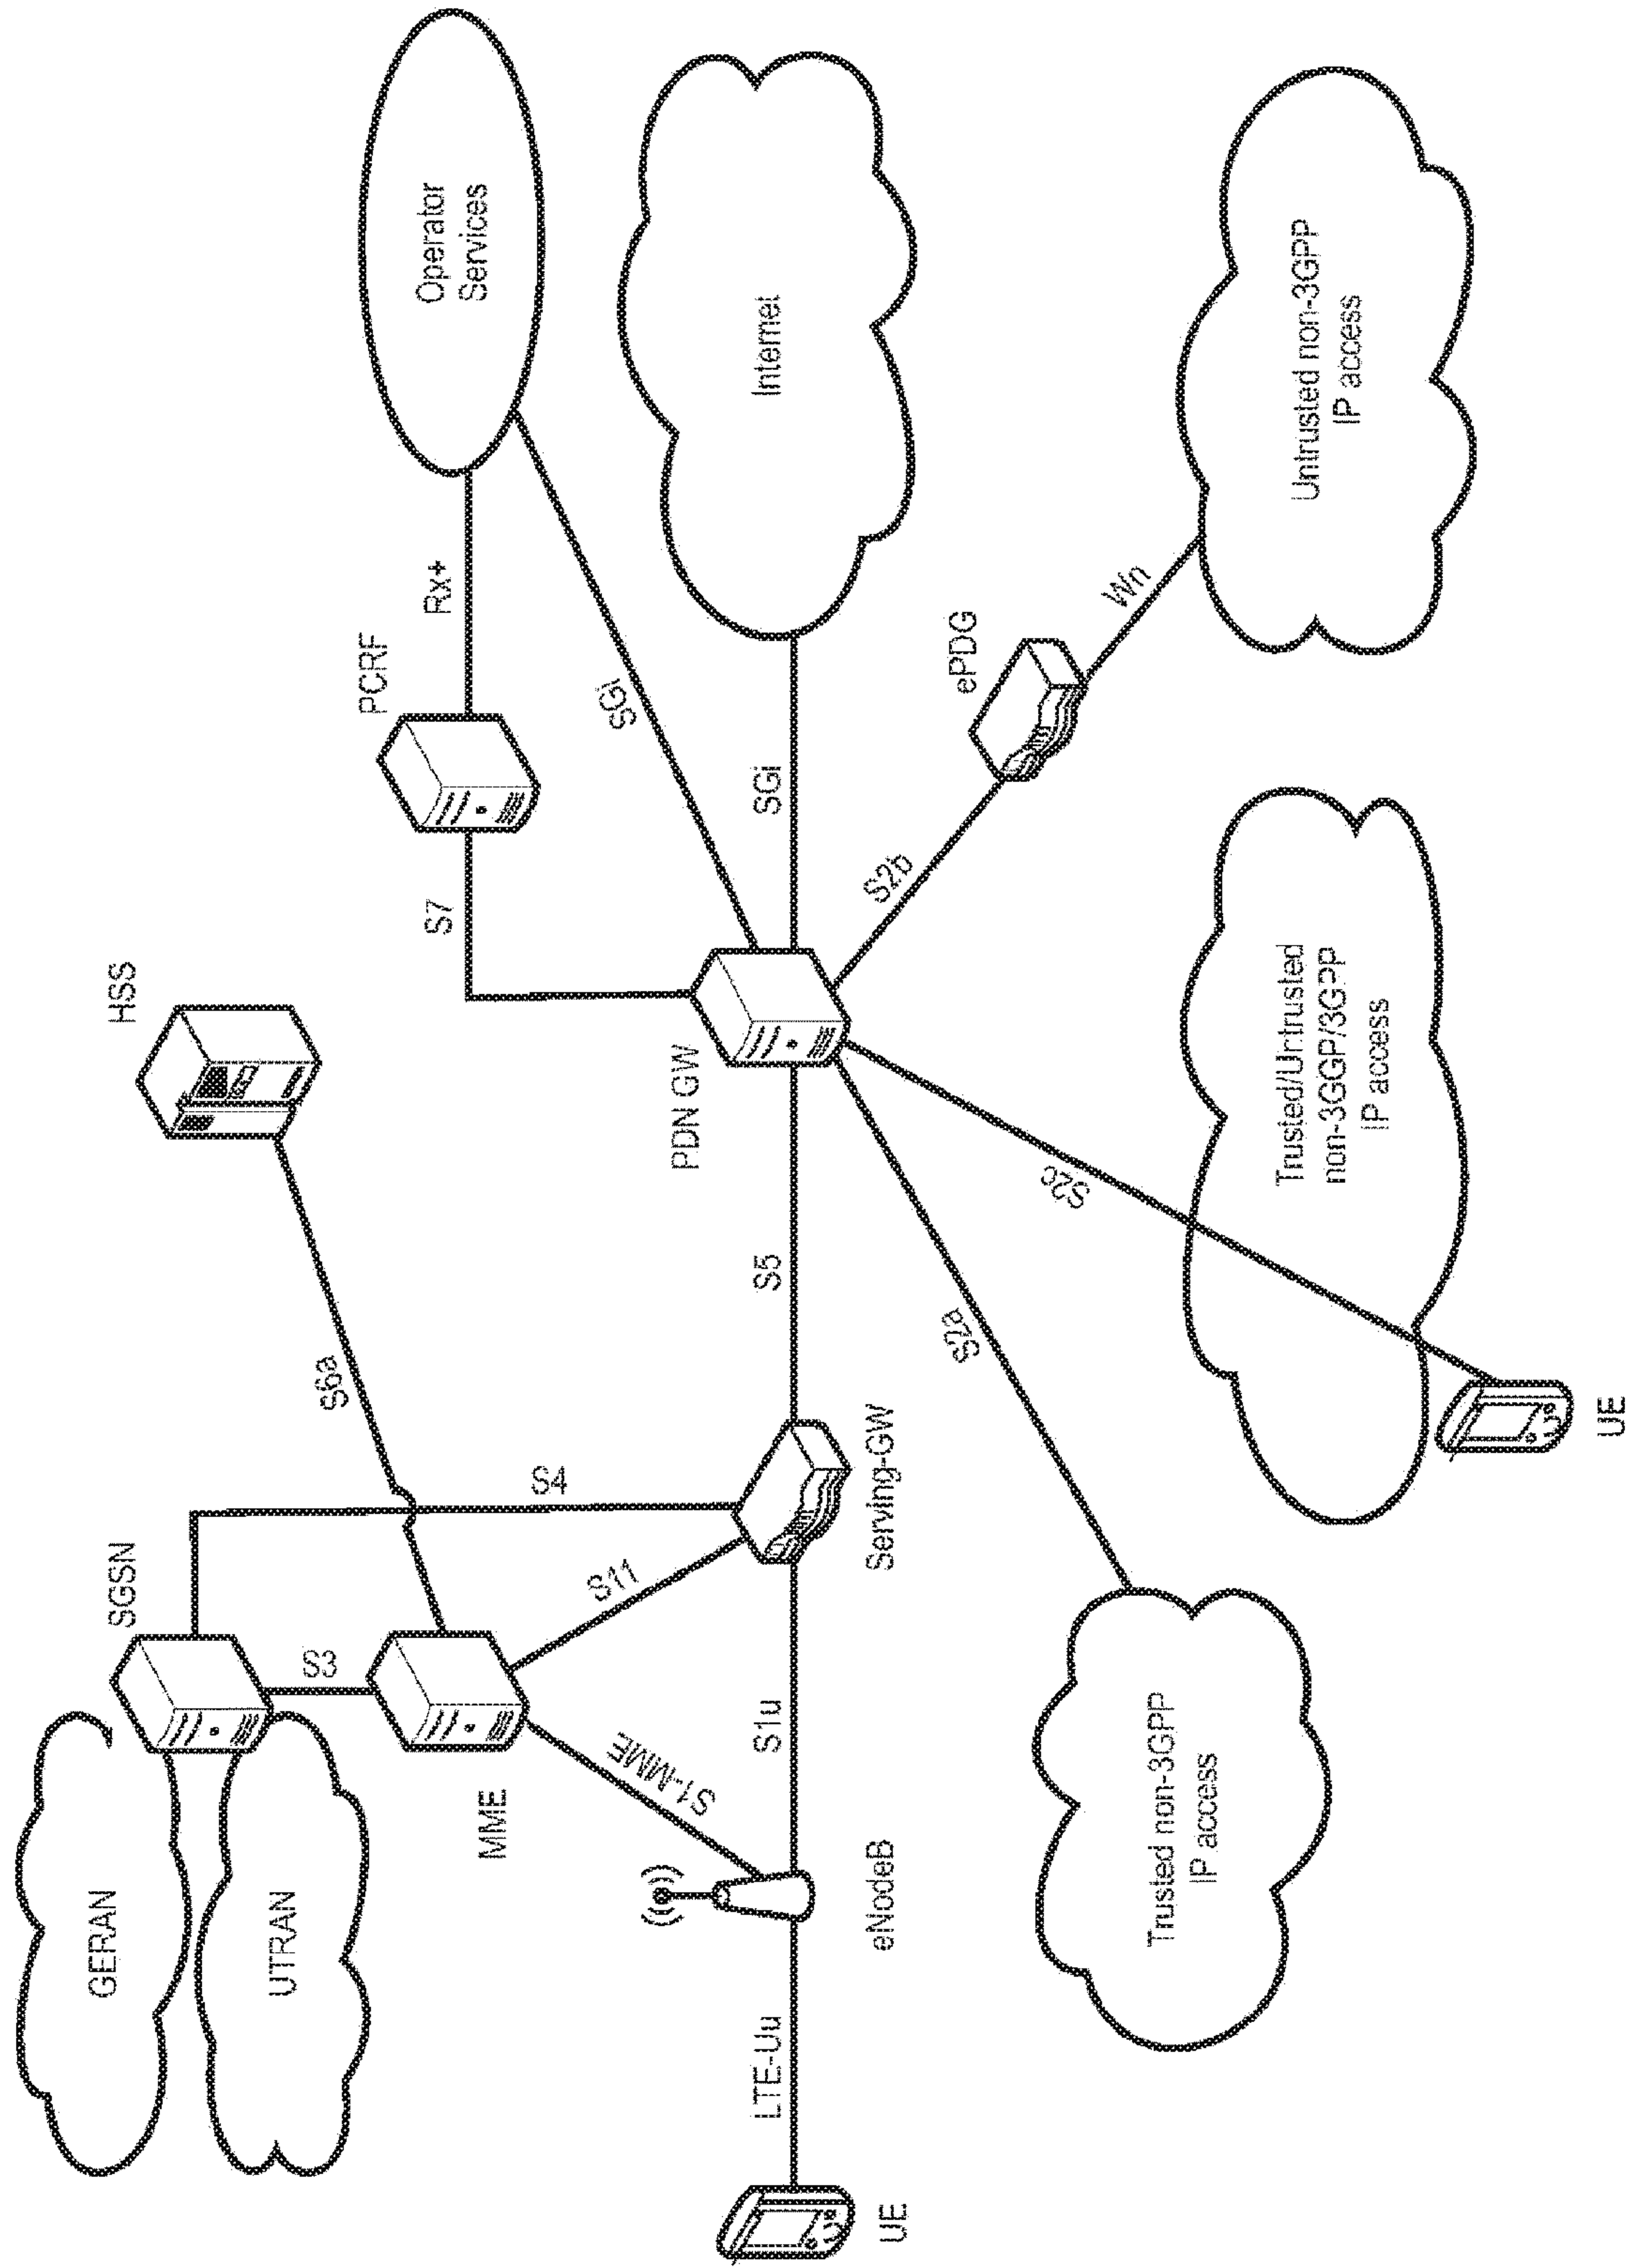 GERAN
UTRAN
SGSN
HSS
S3
S6a
MME
S4
S11
S1-MME
S7
PCRF
Rx+
Operator
Services
SGi
Internet
SGi
PDN GW
S5
S1u
LTE-Uu
UE
eNodeB
Serving-GW
S2a
S2c
S2b
ePDG
Wn
Trusted non-3GPP
IP access
Trusted/Untrusted
non-3GGP/3GPP
IP access
Untrusted non-3GPP
IP access
UE